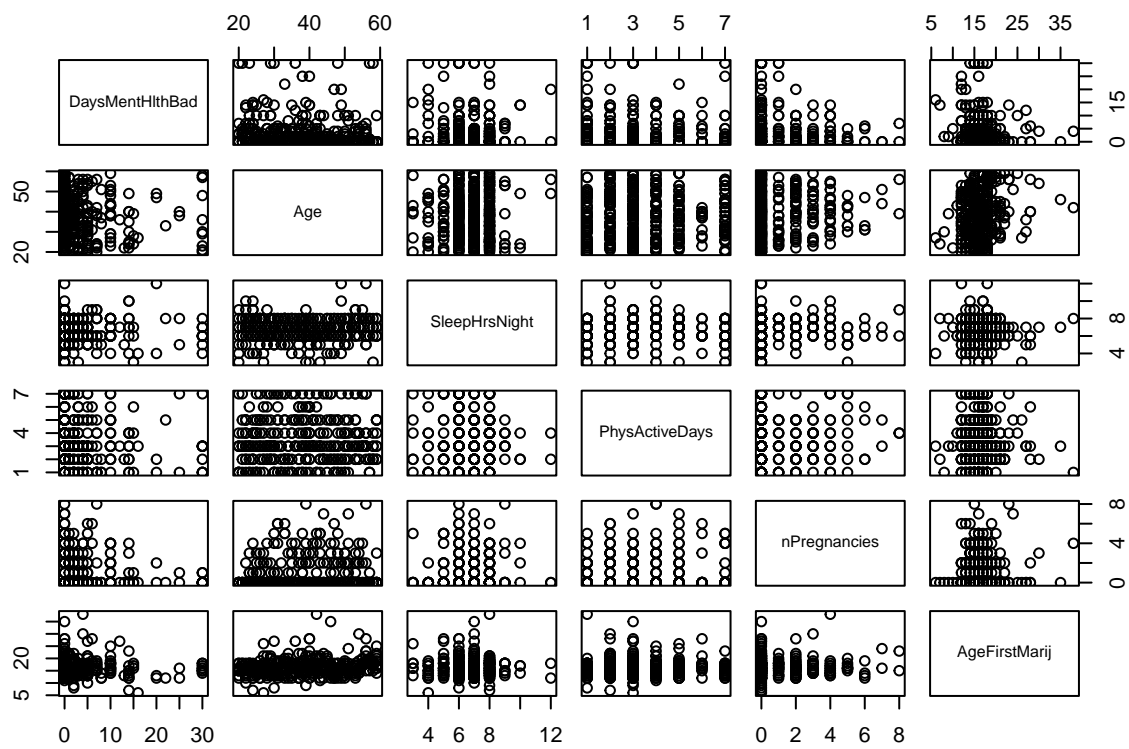 20 40 60 1 3 5 7 5 15 25 35
DaysMentHlthBad 0 15
20 50 Age
SleepHrsNight 4 8
1 4 7 PhysActiveDays
nPregnancies 0 4 8
5 20 AgeFirstMarij
0 10 20 30 4 6 8 12 0 2 4 6 8